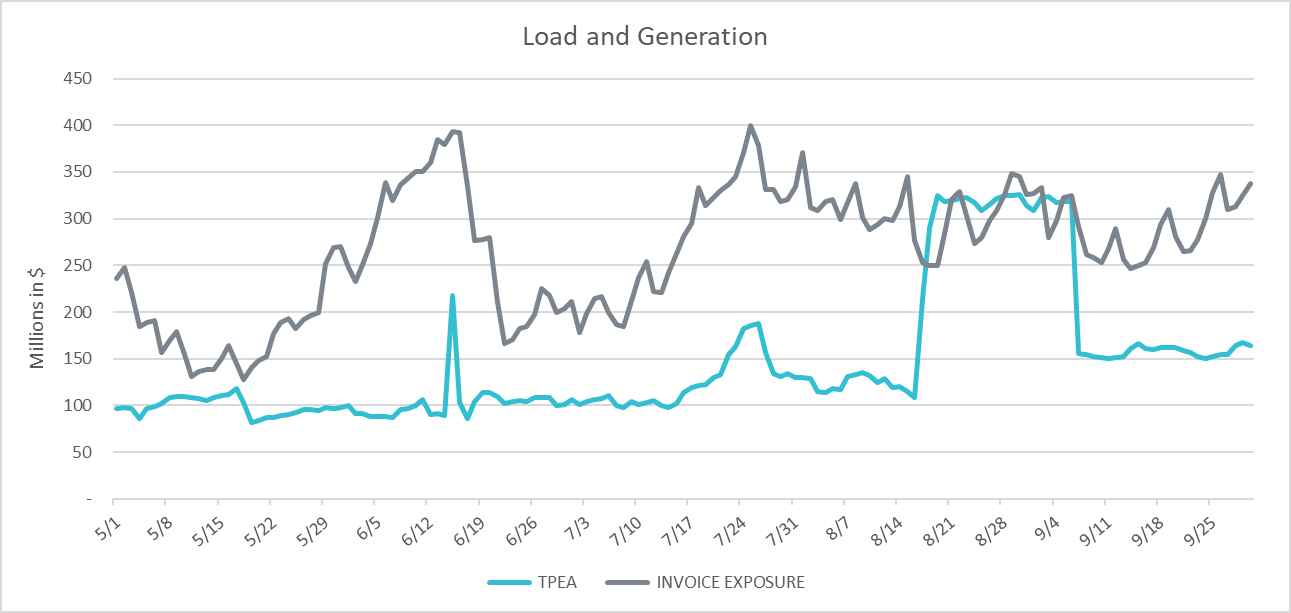 Load and Generation
Millions in $
450
400
350
300
250
200
150
100
50
-
5/1 5/8 5/15 5/22 5/29 6/5 6/12 6/19 6/26 7/3 7/10 7/17 7/24 7/31 8/7 8/14 8/21 8/28 9/4 9/11 9/18 9/25
TPEA INVOICE EXPOSURE